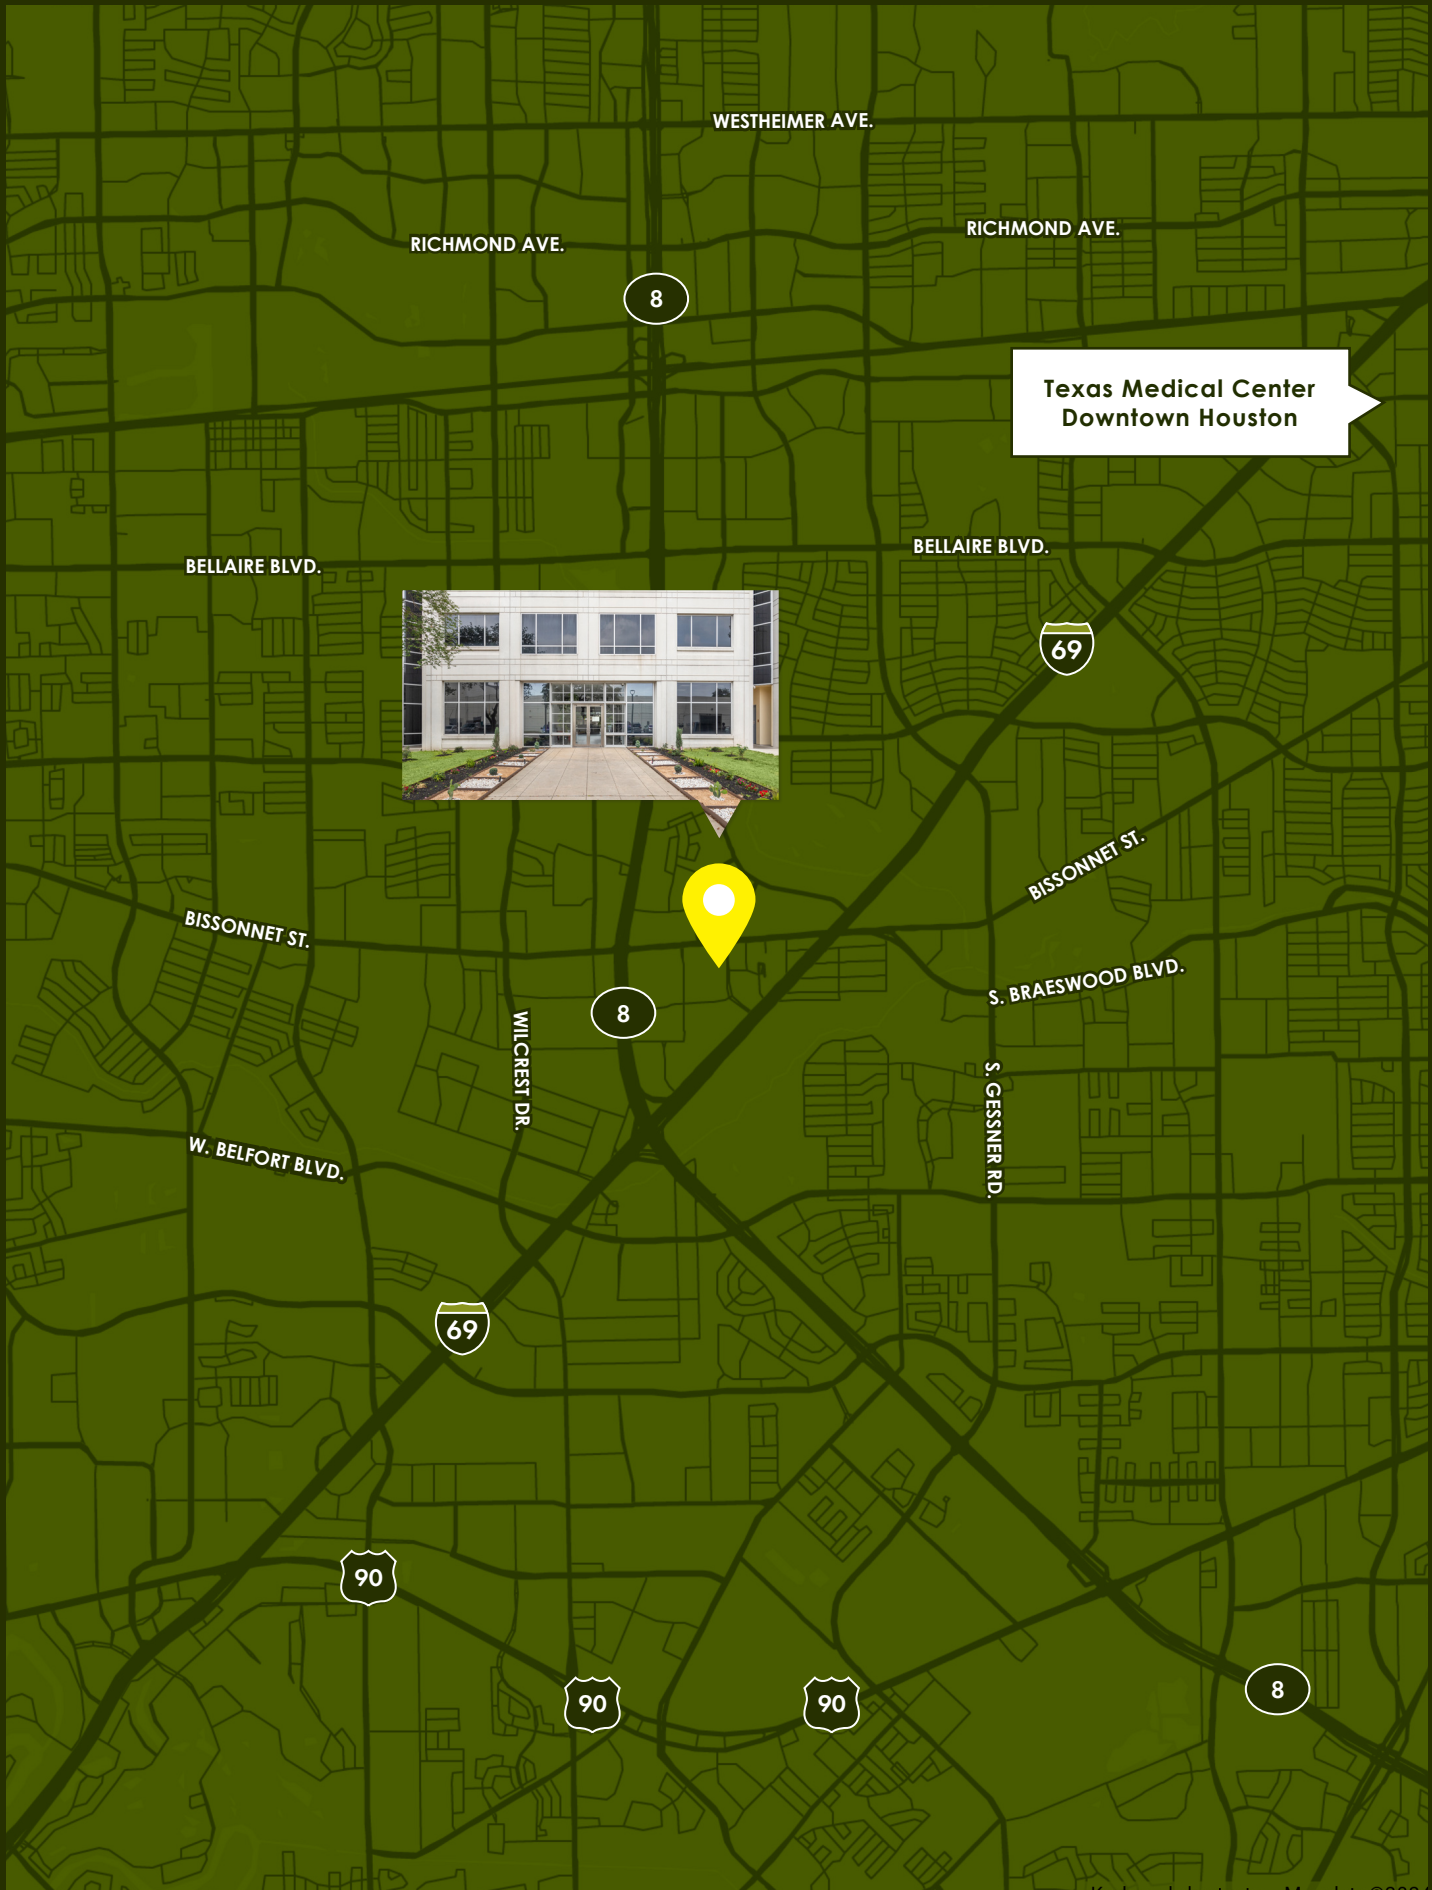 WESTHEIMER AVE.
RICHMOND AVE.
RICHMOND AVE.
8
Texas Medical Center
Downtown Houston
BELLAIRE BLVD.
BELLAIRE BLVD.
69
BISSONNET ST.
BISSONNET ST.
S. BRAESWOOD BLVD.
8
WILCREST DR.
S. GESSNER RD.
W. BELFORT BLVD.
69
90
90
90
8